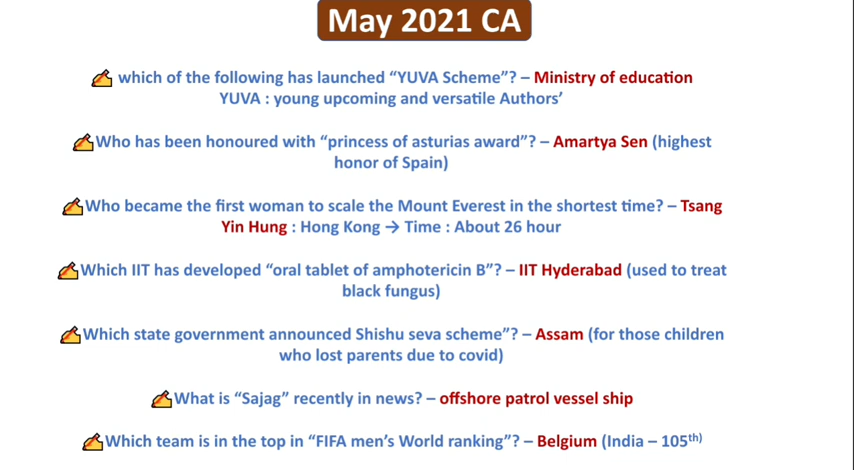 May 2021 CA
✍ which of the following has launched “YUVA Scheme”? – Ministry of education
YUVA : young upcoming and versatile Authors’
✍Who has been honoured with “princess of asturias award”? – Amartya Sen (highest
honor of Spain)
✍Who became the first woman to scale the Mount Everest in the shortest time? – Tsang
Yin Hung : Hong Kong → Time : About 26 hour
✍Which IIT has developed “oral tablet of amphotericin B”? – IIT Hyderabad (used to treat
black fungus)
✍Which state government announced Shishu seva scheme”? – Assam (for those children
who lost parents due to covid)
✍What is “Sajag” recently in news? – offshore patrol vessel ship
✍Which team is in the top in “FIFA men’s World ranking”? – Belgium (India – 105th)